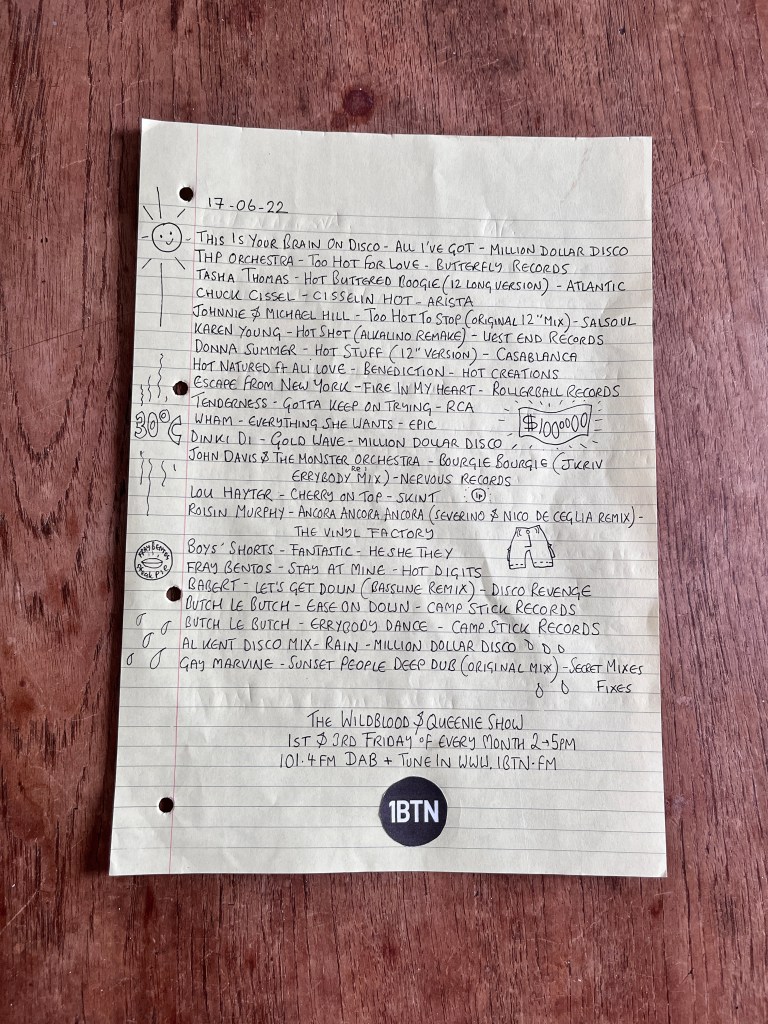 17-06-22
THIS IS YOUR BRAIN ON DISCO - ALL I'VE GOT - MILLION DOLLAR DISCO
THP ORCHESTRA - TOO HOT FOR LOVE - BUTTERFLY RECORDS
TASHA THOMAS - HOT BUTTERED BOOGIE (12 LONG VERSION) - ATLANTIC
CHUCK CISSEL - CISSELIN HOT - ARISTA
JOHNNIE & MICHAEL HILL - TOO HOT TO STOP (ORIGINAL 12" MIX) - SALSOUL
KAREN YOUNG - HOT SHOT (ALKALINO REMAKE) - WEST END RECORDS
DONNA SUMMER - HOT STUFF (12" VERSION) - CASABLANCA
HOT NATURED ft ALI LOVE - BENEDICTION - HOT CREATIONS
ESCAPE FROM NEW YORK - FIRE IN MY HEART - ROLLERBALL RECORDS
TENDERNESS - GOTTA KEEP ON TRYING - RCA
WHAM - EVERYTHING SHE WANTS - EPIC
$1000000
30°C
DINKI DI - GOLD WAVE - MILLION DOLLAR DISCO
JOHN DAVIS & THE MONSTER ORCHESTRA - BOURGIE BOURGIE (JKRIV
ERRYBODY REMIX) - NERVOUS RECORDS
LOU HAYTER - CHERRY ON TOP - SKINT
ROISIN MURPHY - ANCORA ANCORA ANCORA (SEVERINO & NICO DE CEGLIA REMIX) -
THE VINYL FACTORY
BOYS' SHORTS - FANTASTIC - HE SHE THEY
FRAY BENTOS
STEAK PIE
FRAY BENTOS - STAY AT MINE - HOT DIGITS
BABERT - LET'S GET DOWN (BASSLINE REMIX) - DISCO REVENGE
BUTCH LE BUTCH - EASE ON DOWN - CAMP STICK RECORDS
BUTCH LE BUTCH - ERRYBODY DANCE - CAMP STICK RECORDS
AL KENT DISCO MIX - RAIN - MILLION DOLLAR DISCO
GAY MARVINE - SUNSET PEOPLE DEEP DUB (ORIGINAL MIX) - SECRET MIXES
FIXES
THE WILDBLOOD & QUEENIE SHOW
1ST & 3RD FRIDAY OF EVERY MONTH 2→5PM
101.4 FM DAB + TUNE IN WWW.1BTN.FM
1BTN